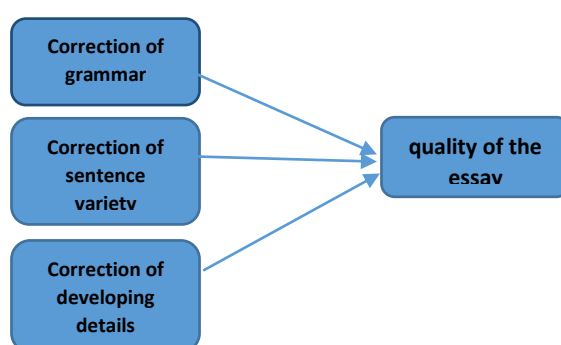 Correction of
grammar
Correction of
sentence
variety
Correction of
developing
details
quality of the
essay